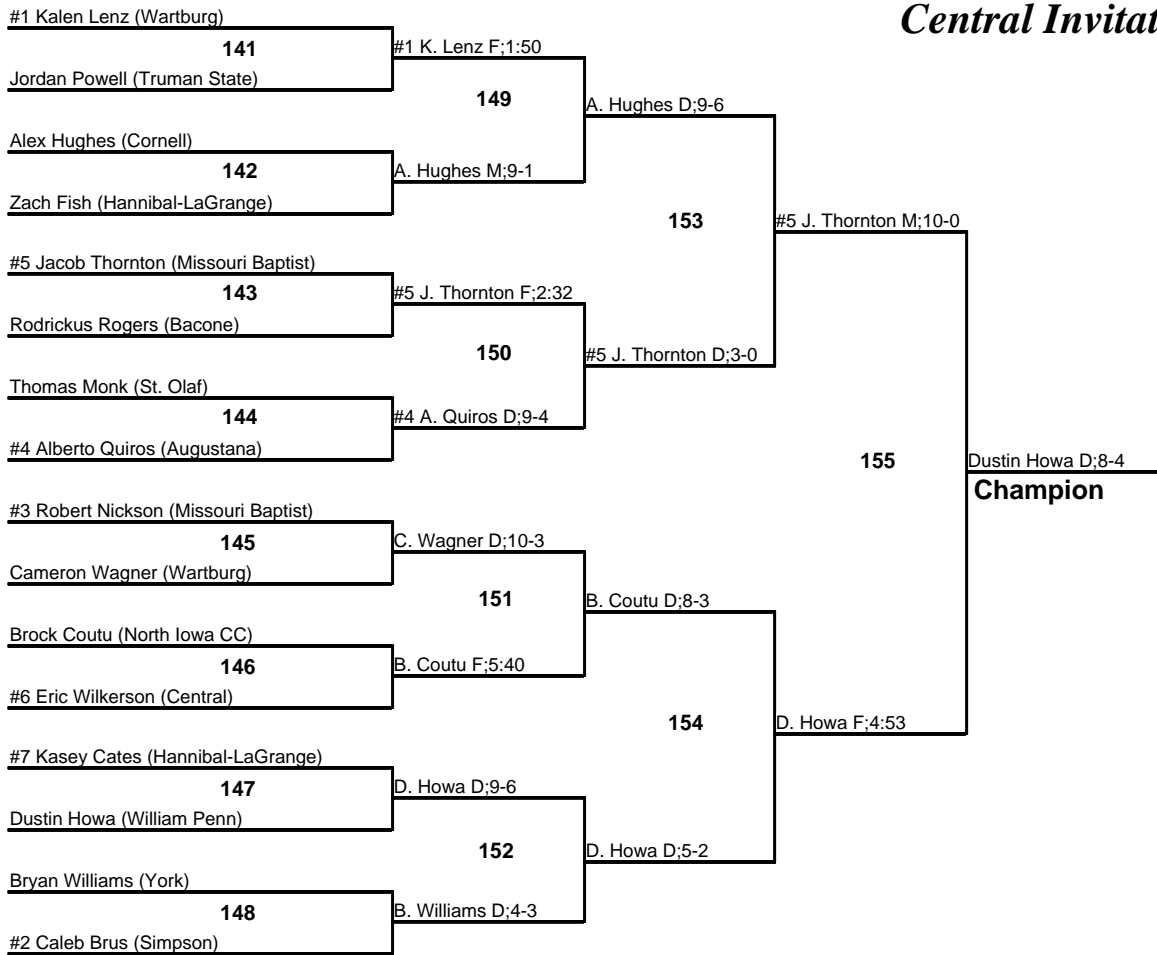 #1 Kalen Lenz (Wartburg)
Central Invitat
141
#1 K. Lenz F;1:50
Jordan Powell (Truman State)
149
A. Hughes D;9-6
Alex Hughes (Cornell)
142
A. Hughes M;9-1
Zach Fish (Hannibal-LaGrange)
153
#5 J. Thornton M;10-0
#5 Jacob Thornton (Missouri Baptist)
143
#5 J. Thornton F;2:32
Rodrickus Rogers (Bacone)
150
#5 J. Thornton D;3-0
Thomas Monk (St. Olaf)
144
#4 A. Quiros D;9-4
#4 Alberto Quiros (Augustana)
155
Dustin Howa D;8-4
Champion
#3 Robert Nickson (Missouri Baptist)
145
C. Wagner D;10-3
Cameron Wagner (Wartburg)
151
B. Coutu D;8-3
Brock Coutu (North Iowa CC)
146
B. Coutu F;5:40
#6 Eric Wilkerson (Central)
154
D. Howa F;4:53
#7 Kasey Cates (Hannibal-LaGrange)
147
D. Howa D;9-6
Dustin Howa (William Penn)
152
D. Howa D;5-2
Bryan Williams (York)
148
B. Williams D;4-3
#2 Caleb Brus (Simpson)